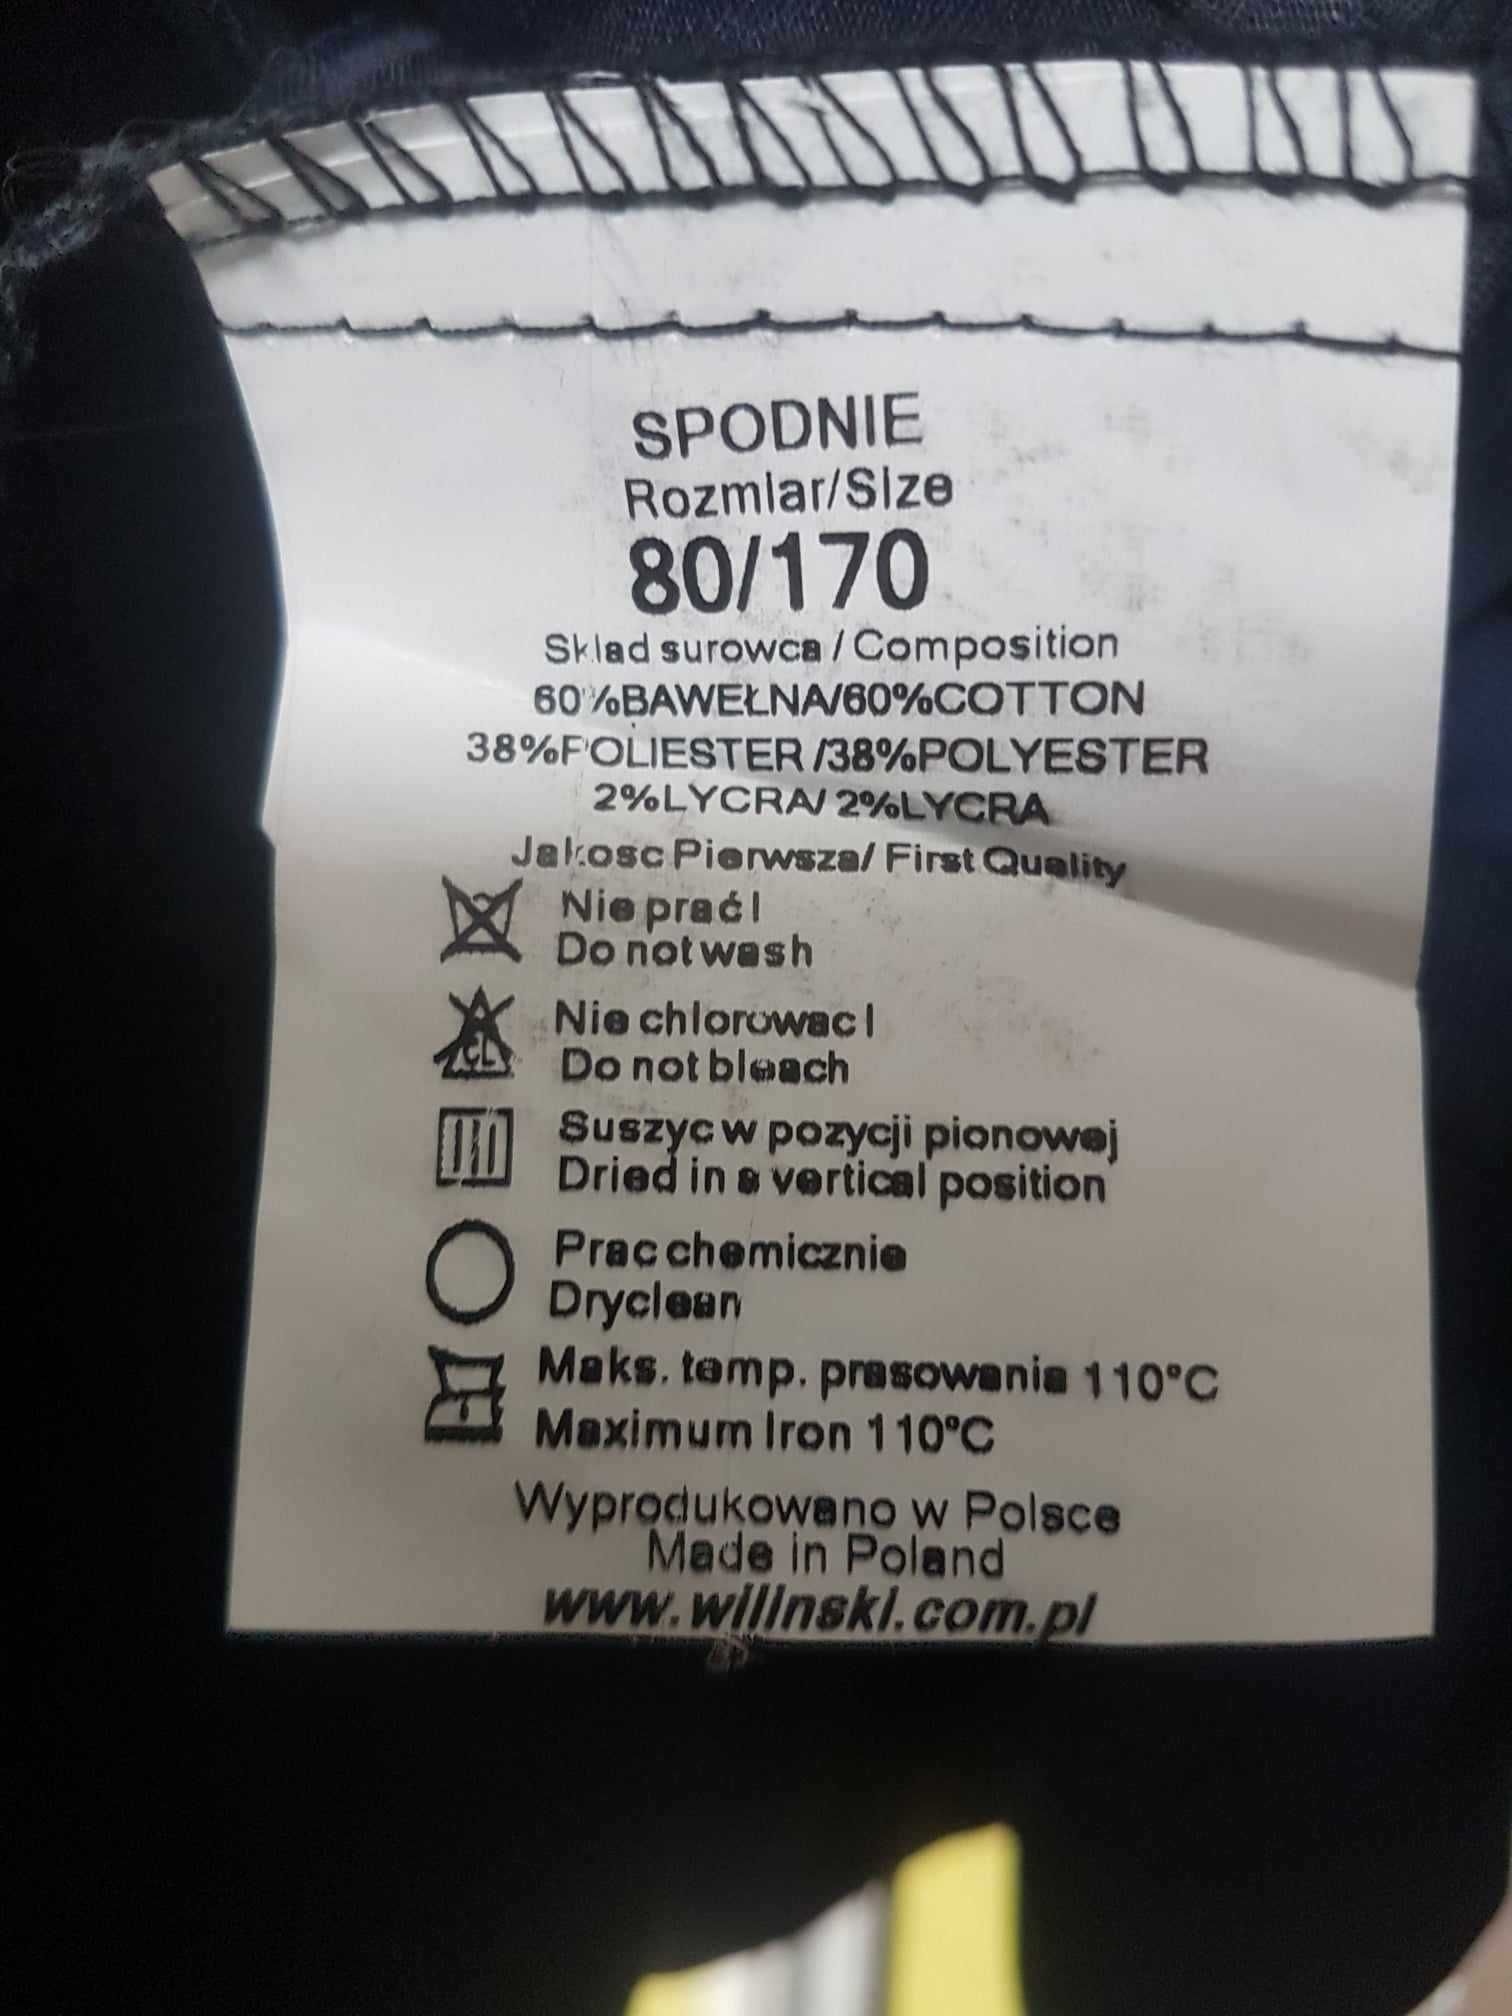 SPODNIE
Rozmiar/Size
80/170
Skład surowca / Composition
60%BAWEŁNA/60%COTTON
38%POLIESTER /38%POLYESTER
2%LYCRA/ 2%LYCRA
Jakosc Pierwsza/ First Quality
Nie prać!
Do not wash
CL
Nie chlorowac!
Do not bleach
Suszyc w pozycji pionowej
Dried in a vertical position
Prac chemicznie
Dryclean
Maks. temp. prasowania 110°C
Maximum Iron 110°C
Wyprodukowano w Polsce
Made in Poland
www.wilinski.com.pl